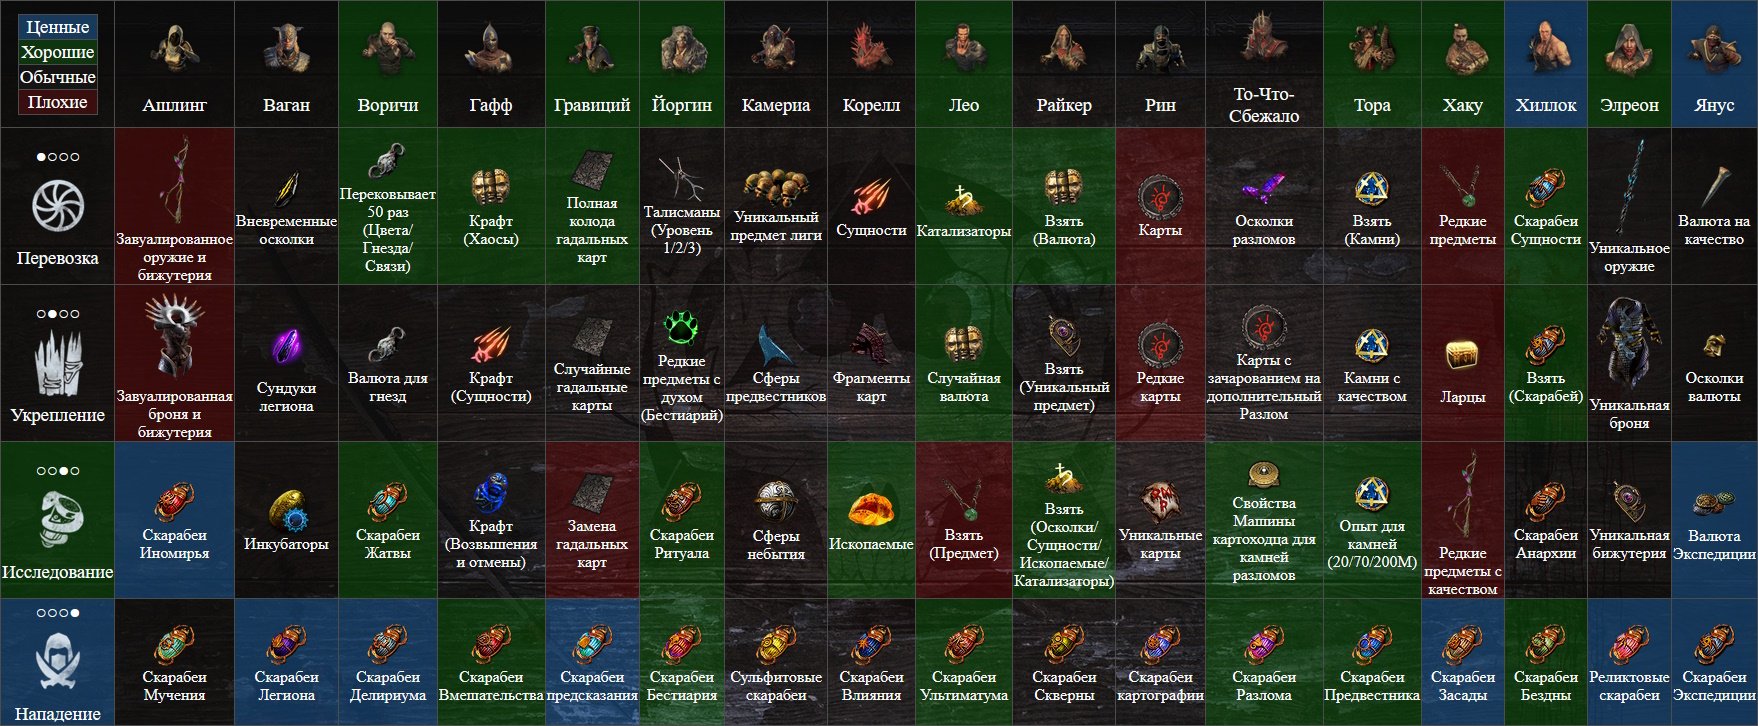 Ценные
Хорошие
Обычные
Плохие
Ашлинг
Ваган
Воричи
Гафф
Гравиций
Йоргин
Камериа
Корелл
Лео
Райкер
Рин
То-Что-
Сбежало
Тора
Хаку
Хиллок
Элреон
Янус
Перевозка
Завуалированное
оружие и
бижутерия
Вневременные
осколки
Перековывает
50 раз
(Цвета/
Гнезда/
Связи)
Крафт
(Хаосы)
Полная
колода
гадальных
карт
Талисманы
(Уровень
1/2/3)
Уникальный
предмет лиги
Сущности
Катализаторы
Взять
(Валюта)
Карты
Осколки
разломов
Взять
(Камни)
Редкие
предметы
Скарабеи
Сущности
Уникальное
оружие
Валюта на
качество
Укрепление
Завуалированная
броня и
бижутерия
Сундуки
легиона
Валюта для
гнезд
Крафт
(Сущности)
Случайные
гадальные
карты
Редкие
предметы с
духом
(Бестиарий)
Сферы
предвестников
Фрагменты
карт
Случайная
валюта
Взять
(Уникальный
предмет)
Редкие
карты
Карты с
зачарованием на
дополнительный
Разлом
Камни с
качеством
Ларцы
Взять
(Скарабей)
Уникальная
броня
Осколки
валюты
Исследование
Скарабеи
Иномирья
Инкубаторы
Скарабеи
Жатвы
Крафт
(Возвышения
и отмены)
Замена
гадальных
карт
Скарабеи
Ритуала
Сферы
небытия
Ископаемые
Взять
(Предмет)
Взять
(Осколки/
Сущности/
Ископаемые/
Катализаторы)
Уникальные
карты
Свойства
Машины
картоходца для
камней
разломов
Опыт для
камней
(20/70/200М)
Редкие
предметы с
качеством
Скарабеи
Анархии
Уникальная
бижутерия
Валюта
Экспедиции
Нападение
Скарабеи
Мучения
Скарабеи
Легиона
Скарабеи
Делириума
Скарабеи
Вмешательства
Скарабеи
предсказания
Скарабеи
Бестиария
Сульфитовые
скарабеи
Скарабеи
Влияния
Скарабеи
Ультиматума
Скарабеи
Скверны
Скарабеи
картографии
Скарабеи
Разлома
Скарабеи
Предвестника
Скарабеи
Засады
Скарабеи
Бездны
Реликтовые
скарабеи
Скарабеи
Экспедиции